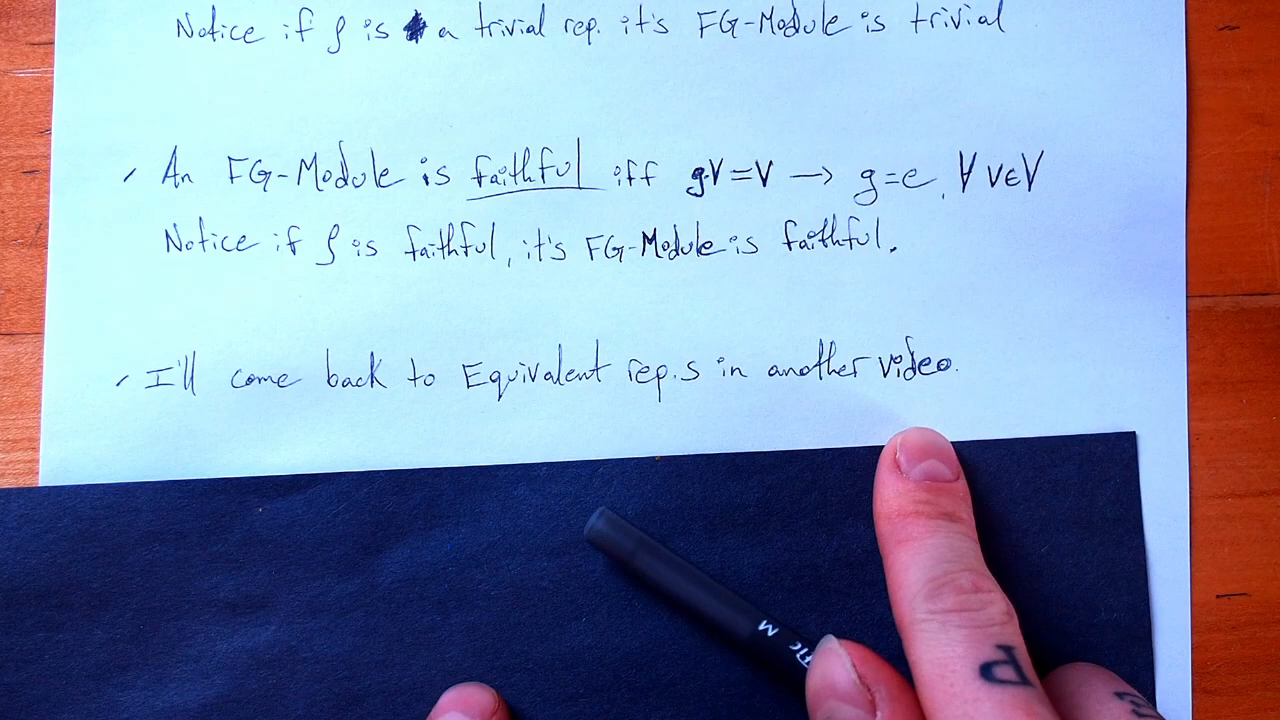 Notice if ρ is a trivial rep. it's FG-Module is trivial
An FG-Module is faithful iff g·V=V → g=e, ∀ v∈V
Notice if ρ is faithful, it's FG-Module is faithful.
I'll come back to Equivalent rep.s in another video.
M